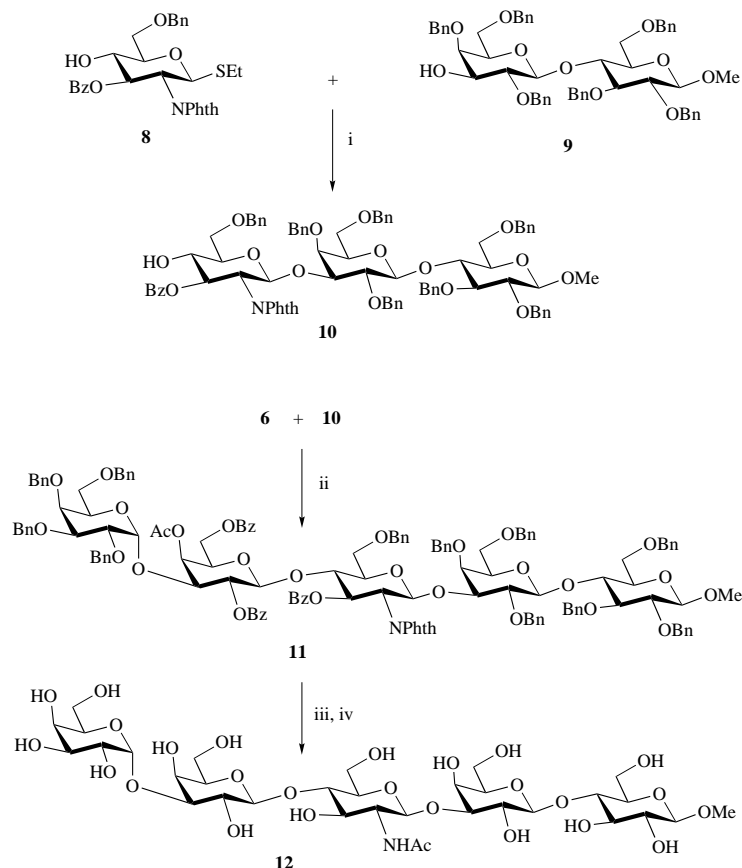 OBn
HO
O
SEt
BzO
NPhth
8
+
BnO
OBn
O
HO
OBn
O
OBn
O
BnO
OBn
OMe
9
i
OBn
HO
O
BzO
NPhth
O
BnO
OBn
O
OBn
O
OBn
O
BnO
OBn
OMe
10
6 + 10
ii
BnO
OBn
O
BnO
BnO
O
AcO
OBz
O
OBz
O
OBn
O
BzO
NPhth
O
BnO
OBn
O
OBn
O
OBn
O
BnO
OBn
OMe
11
iii, iv
HO
OH
O
HO
HO
O
HO
OH
O
OH
O
OH
O
HO
NHAc
O
HO
OH
O
OH
O
OH
O
HO
OH
OMe
12